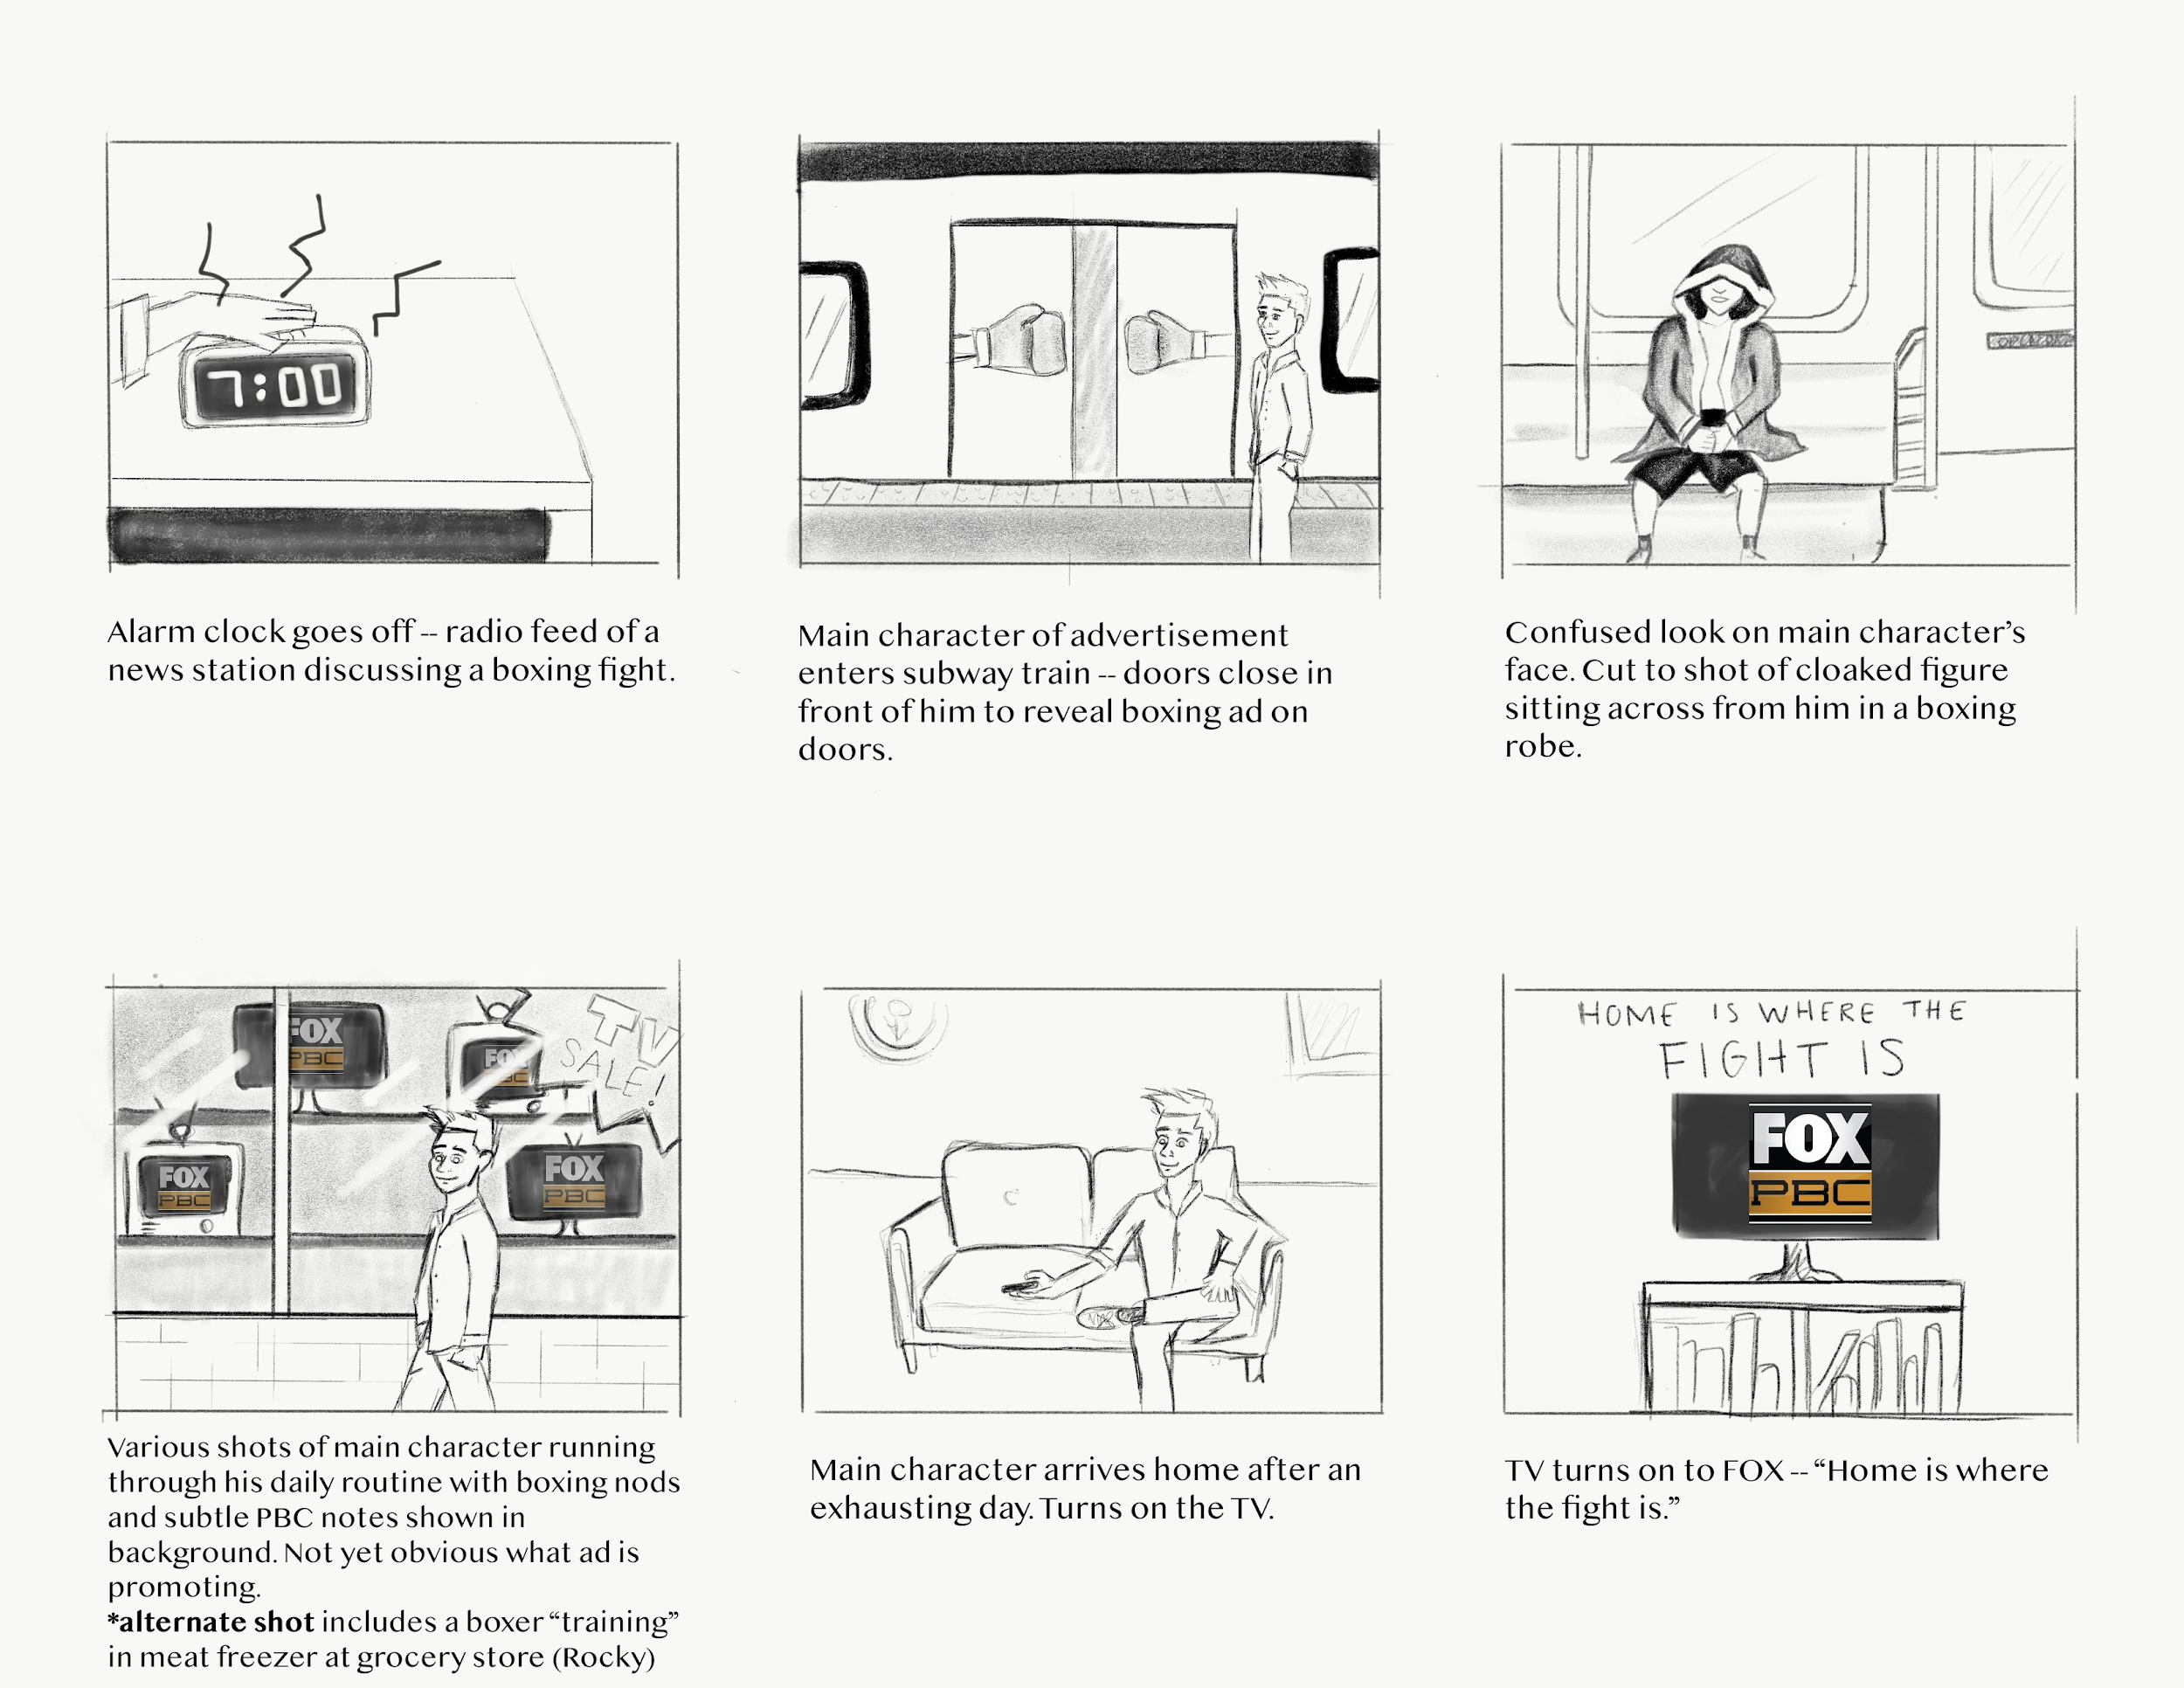 7:00
Alarm clock goes off -- radio feed of a
news station discussing a boxing fight.
Main character of advertisement
enters subway train -- doors close in
front of him to reveal boxing ad on
doors.
Confused look on main character’s
face. Cut to shot of cloaked figure
sitting across from him in a boxing
robe.
FOX
PBC
FOX
PBC
TV
SALE!
FOX
PBC
FOX
PBC
Various shots of main character running
through his daily routine with boxing nods
and subtle PBC notes shown in
background. Not yet obvious what ad is
promoting.
*alternate shot includes a boxer “training”
in meat freezer at grocery store (Rocky)
Main character arrives home after an
exhausting day. Turns on the TV.
HOME IS WHERE THE
FIGHT IS
FOX
PBC
TV turns on to FOX -- “Home is where
the fight is.”